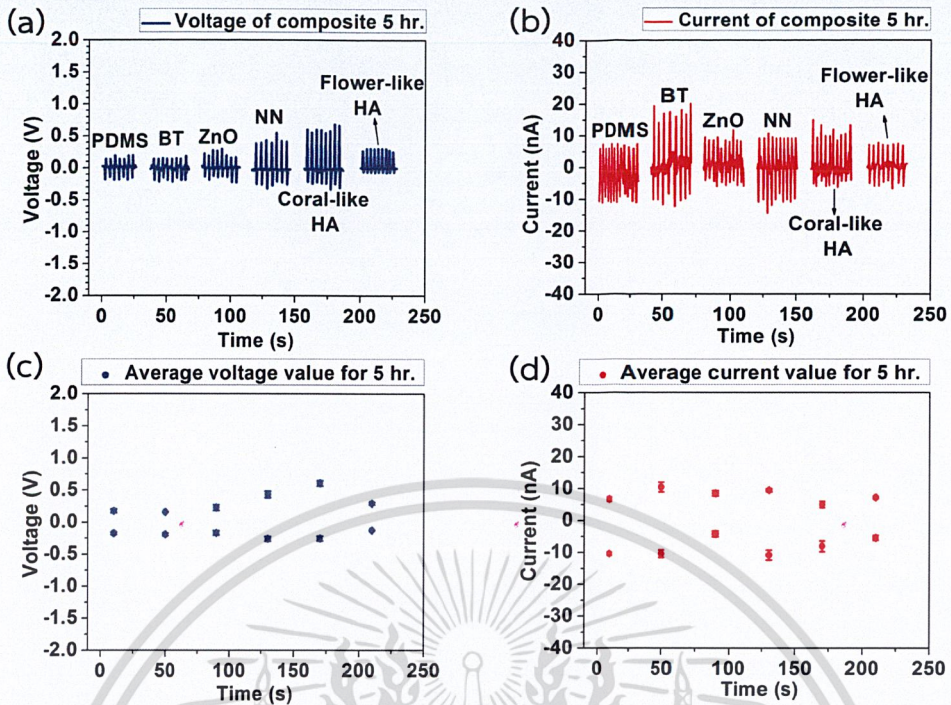 (a)
Voltage of composite 5 hr.
2.0
1.5
1.0
0.5
0.0
-0.5
-1.0
-1.5
-2.0
Voltage (V)
PDMS
BT
ZnO
NN
Coral-like
HA
Flower-like
HA
0
50
100
150
200
250
Time (s)
(b)
Current of composite 5 hr.
40
30
20
10
0
-10
-20
-30
-40
Current (nA)
PDMS
BT
ZnO
NN
Coral-like
HA
Flower-like
HA
0
50
100
150
200
250
Time (s)
(c)
Average voltage value for 5 hr.
2.0
1.5
1.0
0.5
0.0
-0.5
-1.0
-1.5
-2.0
Voltage (V)
0
50
100
150
200
250
Time (s)
(d)
Average current value for 5 hr.
40
30
20
10
0
-10
-20
-30
-40
Current (nA)
0
50
100
150
200
250
Time (s)